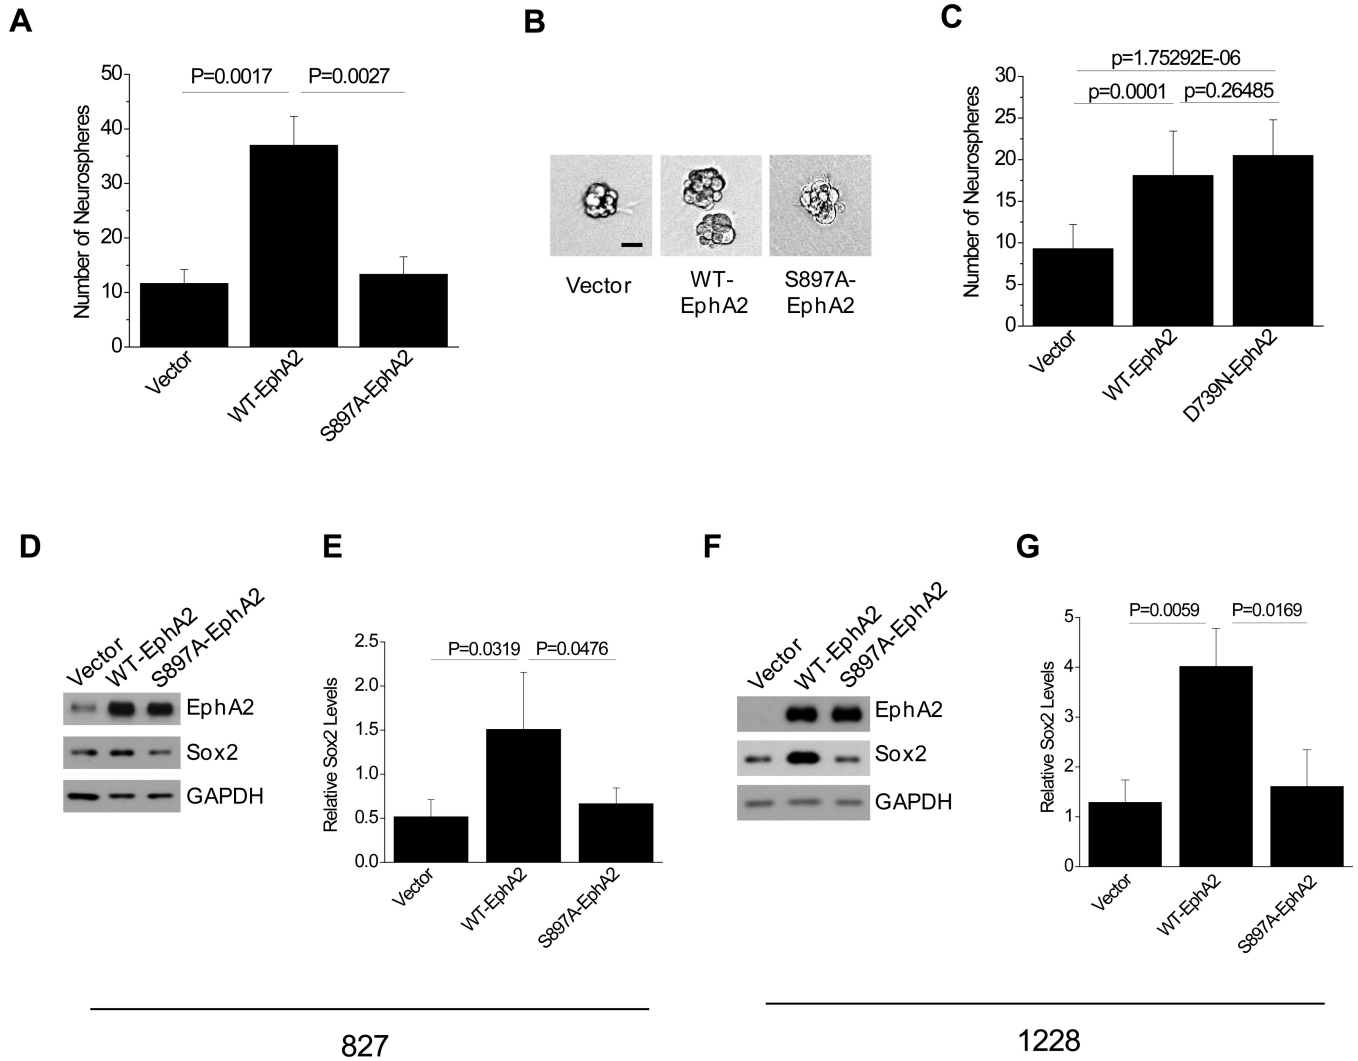 A
Number of Neurospheres
50
40
30
20
10
0
P=0.0017
P=0.0027
Vector
WT-EphA2
S897A-EphA2
B
Vector
WT-
EphA2
S897A-
EphA2
C
Number of Neurospheres
30
25
20
15
10
5
0
p=1.75292E-06
p=0.0001
p=0.26485
Vector
WT-EphA2
D739N-EphA2
D
Vector
WT-EphA2
S897A-EphA2
EphA2
Sox2
GAPDH
E
Relative Sox2 Levels
2.5
2.0
1.5
1.0
0.5
0.0
P=0.0319
P=0.0476
Vector
WT-EphA2
S897A-EphA2
827
F
Vector
WT-EphA2
S897A-EphA2
EphA2
Sox2
GAPDH
G
Relative Sox2 Levels
5
4
3
2
1
0
P=0.0059
P=0.0169
Vector
WT-EphA2
S897A-EphA2
1228